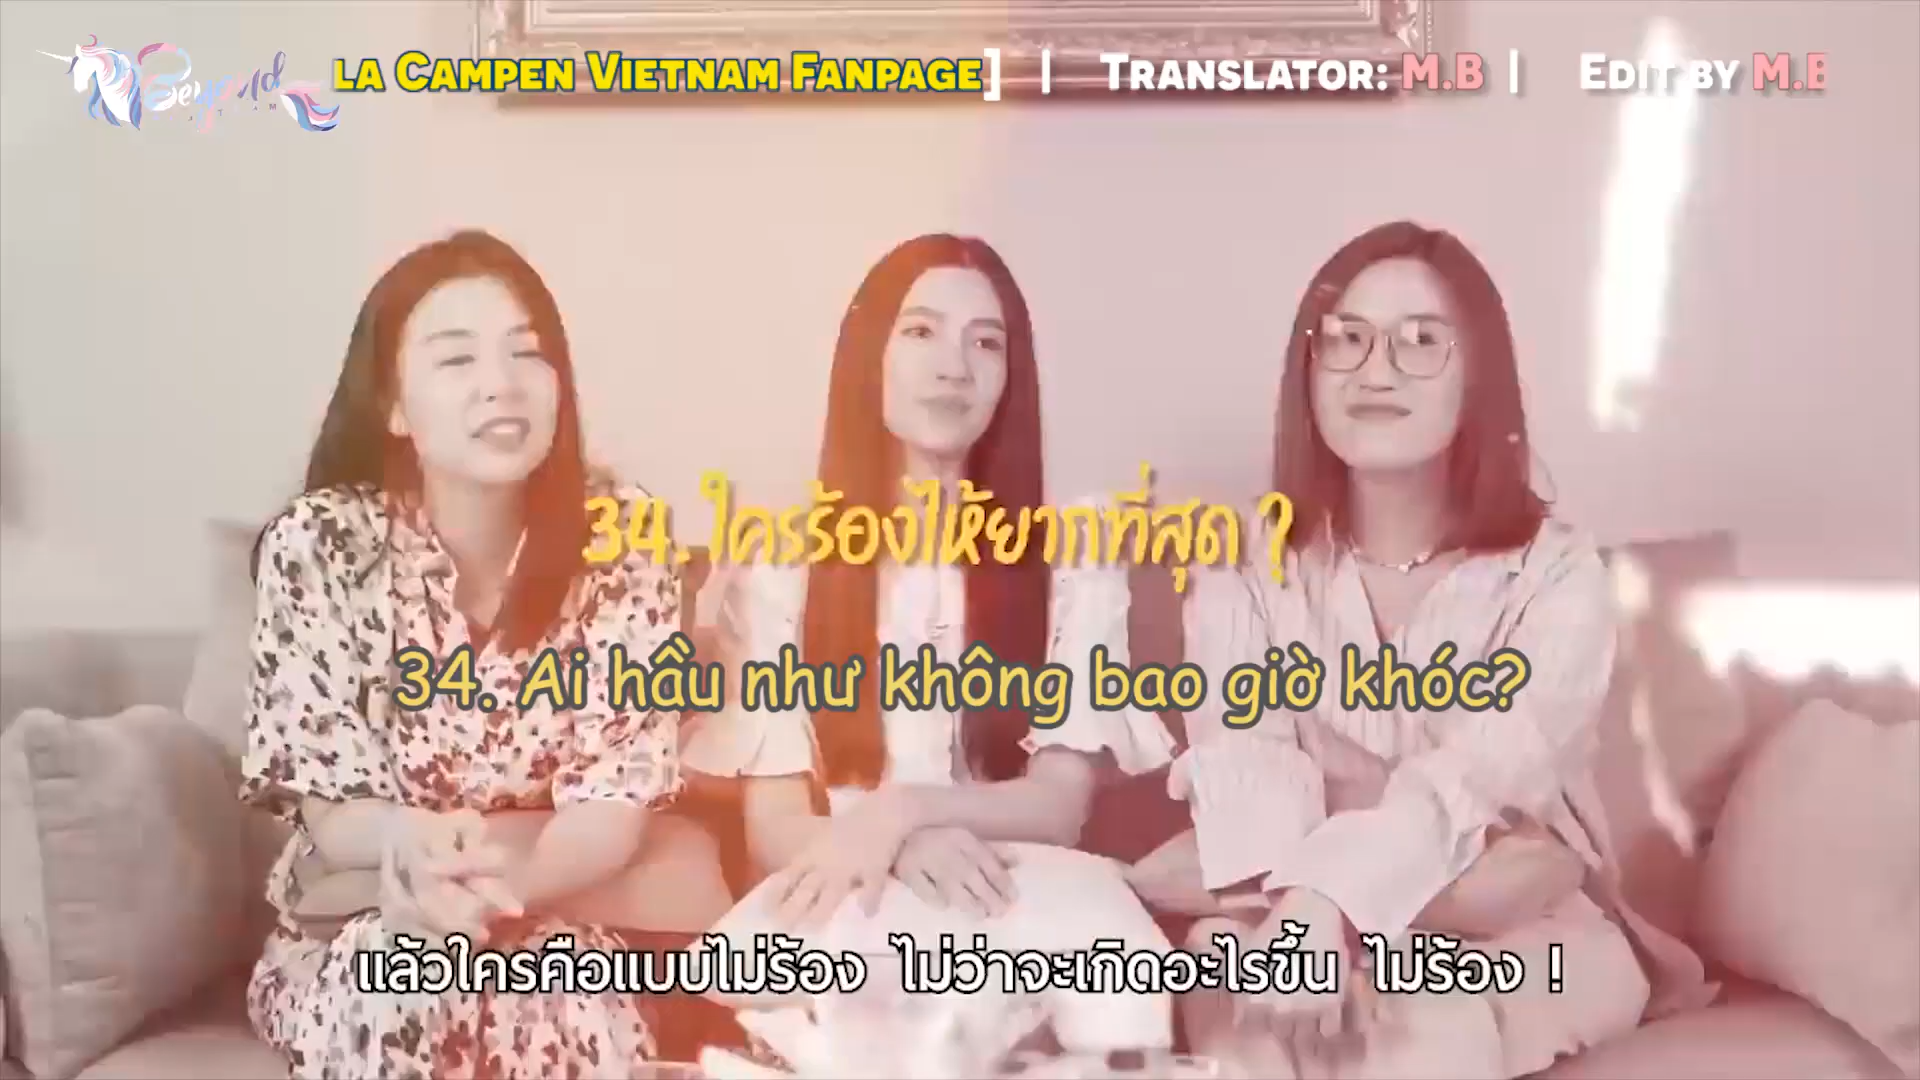 Beyond
la Campen Vietnam Fanpage] | Translator: M.B | Edit by M.B
34. ใครร้องไห้ยากที่สุด ?
34. Ai hầu như không bao giờ khóc?
แล้วใครคือแบบไม่ร้อง ไม่ว่าจะเกิดอะไรขึ้น ไม่ร้อง !